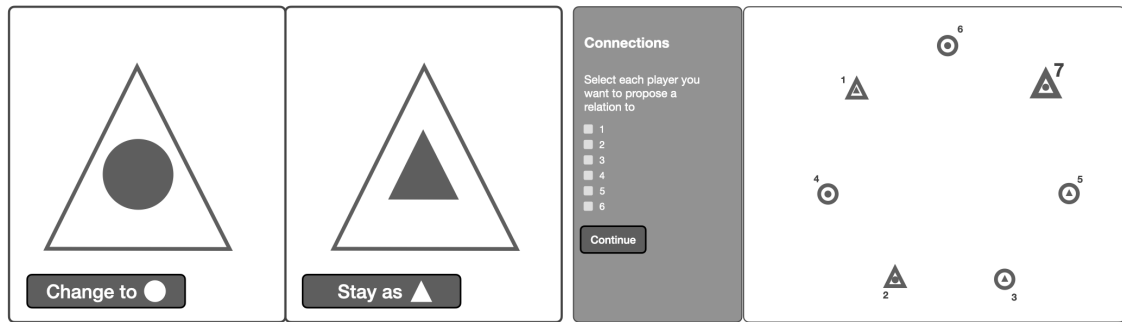 Change to
Stay as
Connections
Select each player you
want to propose a
relation to
1
2
3
4
5
6
Continue
6
7
1
4
5
2
3